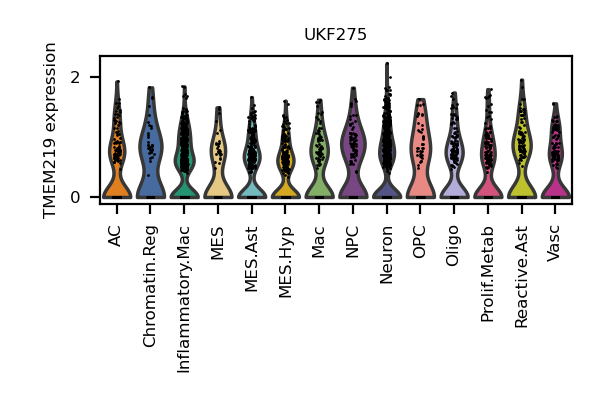 UKF275
TMEM219 expression
2
0
AC
Chromatin.Reg
Inflammatory.Mac
MES
MES.Ast
MES.Hyp
Mac
NPC
Neuron
OPC
Oligo
Prolif.Metab
Reactive.Ast
Vasc